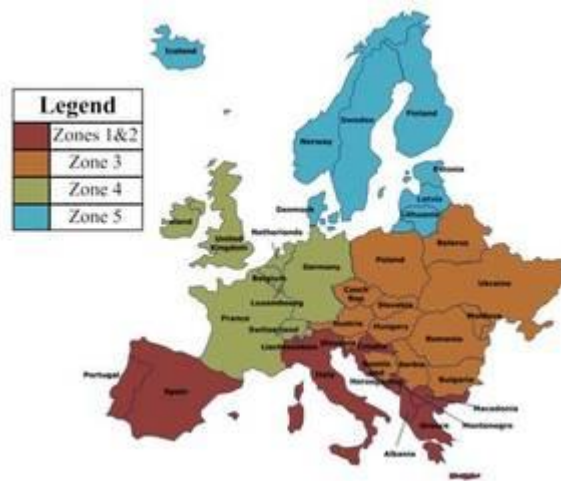 Iceland
Legend
Zones 1&2
Zone 3
Zone 4
Zone 5
Finland
Sweden
Norway
Estonia
Latvia
Lithuania
Denmark
Ireland
United
Kingdom
Netherlands
Belarus
Poland
Germany
Belgium
Ukraine
Czech
Rep
Luxembourg
Slovakia
France
Moldova
Austria
Hungary
Switzerland
Liechtenstein
Slovenia
Romania
Croatia
Serbia
Italy
Bulgaria
Portugal
Spain
Macedonia
Montenegro
Greece
Albania